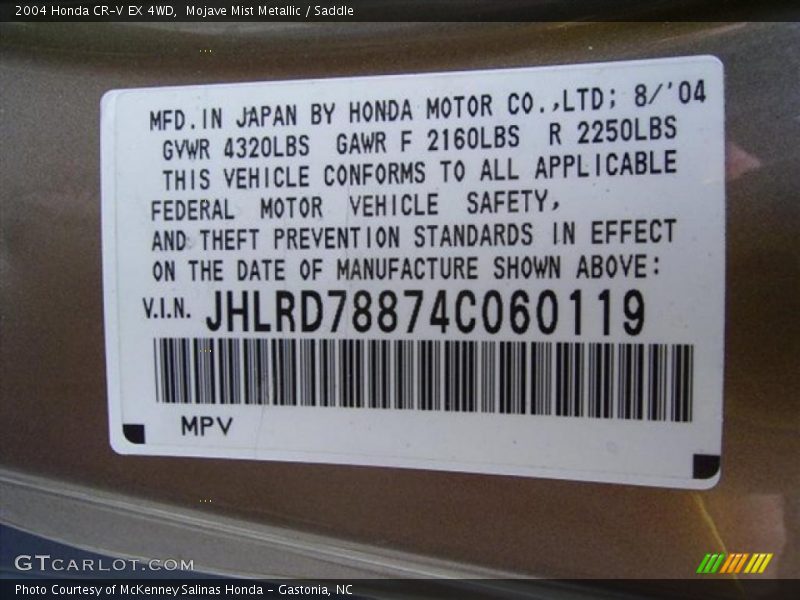 2004 Honda CR-V EX 4WD,  Mojave Mist Metallic / Saddle
MFD.IN JAPAN BY HONDA MOTOR CO.,LTD; 8/'04
GVWR 4320LBS GAWR F 2160LBS R 2250LBS
THIS VEHICLE CONFORMS TO ALL APPLICABLE
FEDERAL MOTOR VEHICLE SAFETY,
AND THEFT PREVENTION STANDARDS IN EFFECT
ON THE DATE OF MANUFACTURE SHOWN ABOVE:
V.I.N. JHLRD78874C060119
MPV
GTCARLOT.COM
Photo Courtesy of McKenney Salinas Honda - Gastonia, NC